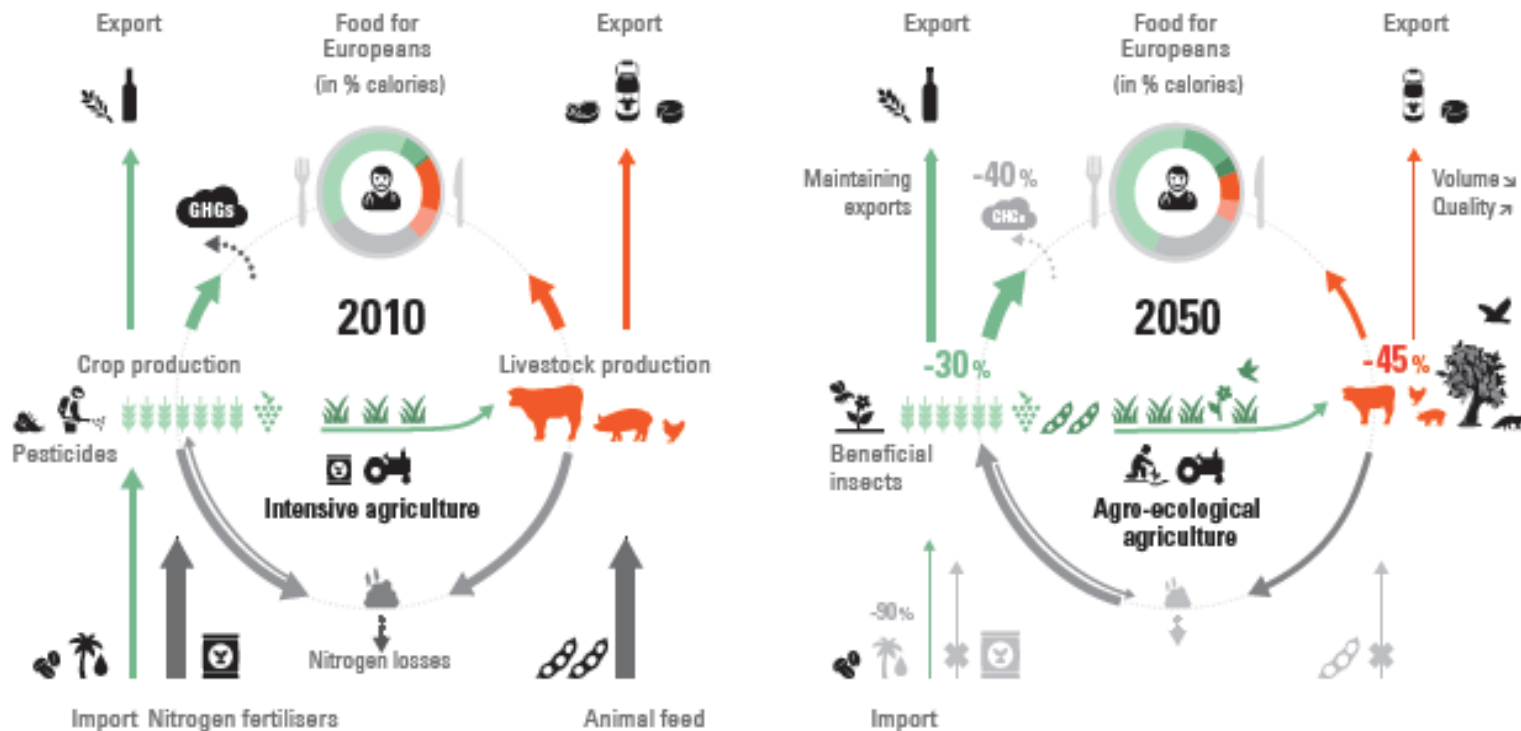 Export
Food for
Europeans
(in % calories)
Export
GHGs
2010
Crop production
Livestock production
Pesticides
Intensive agriculture
Nitrogen losses
Import
Nitrogen fertilisers
Animal feed
Export
Food for
Europeans
(in % calories)
Export
Maintaining
exports
-40 %
GHGs
Volume ↘
Quality ↗
2050
-30 %
-45 %
Beneficial
insects
Agro-ecological
agriculture
-90 %
Import